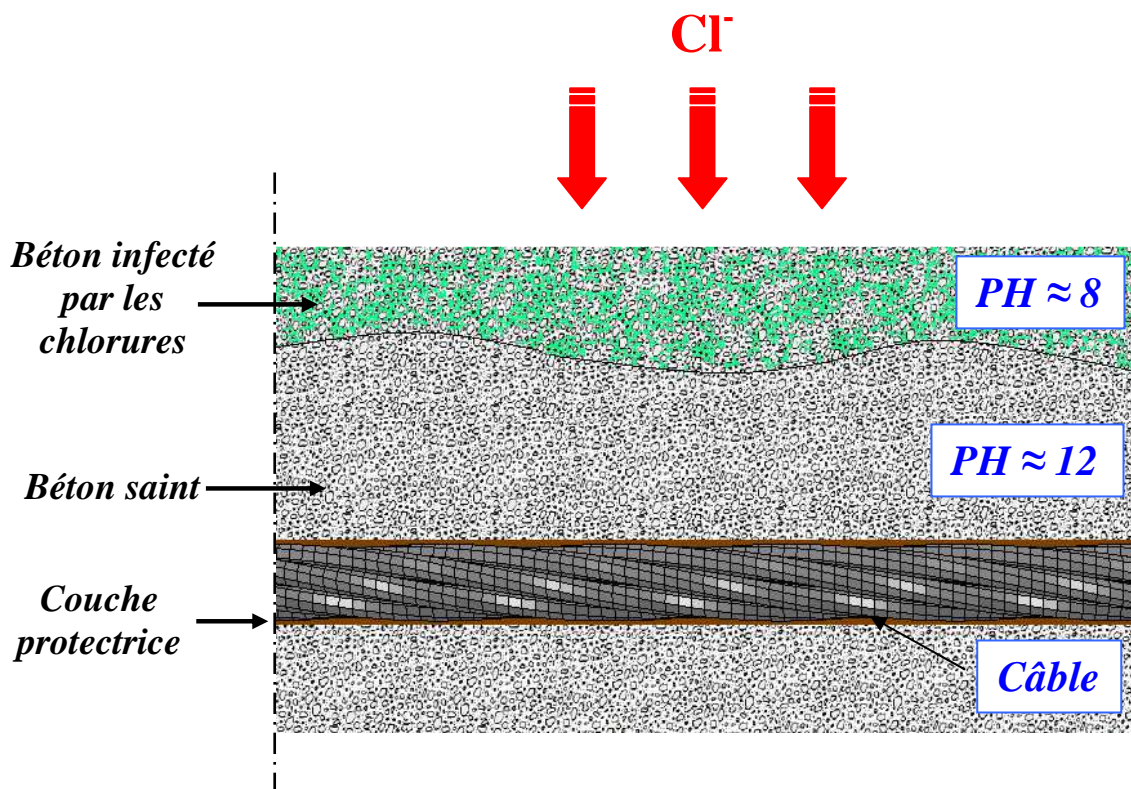 Cl⁻
Béton infecté
par les
chlorures
PH ≈ 8
PH ≈ 12
Béton saint
Couche
protectrice
Câble